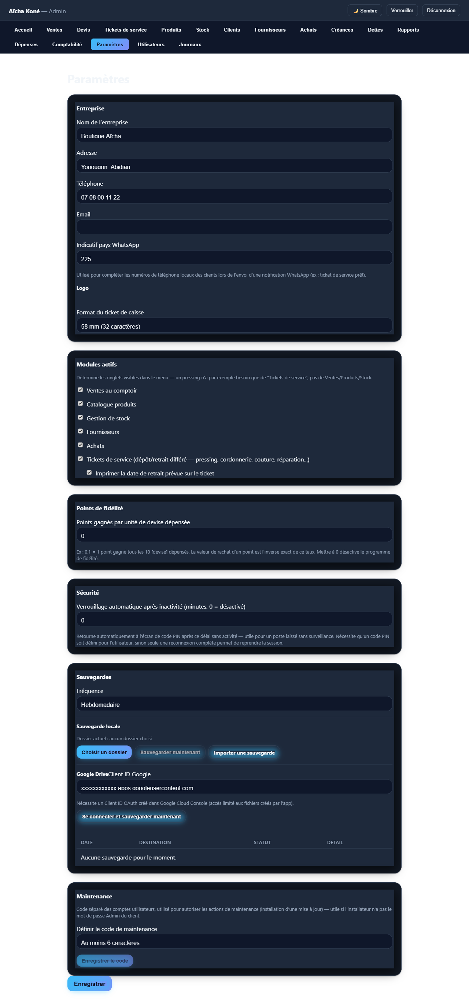 Aïcha Koné — Admin
🌙 Sombre
Verrouiller
Déconnexion
Accueil
Ventes
Devis
Tickets de service
Produits
Stock
Clients
Fournisseurs
Achats
Créances
Dettes
Rapports
Dépenses
Comptabilité
Paramètres
Utilisateurs
Journaux
Paramètres
Entreprise
Nom de l'entreprise
Boutique Aïcha
Adresse
Yopougon, Abidjan
Téléphone
07 08 00 11 22
Email
Indicatif pays WhatsApp
225
Utilisé pour compléter les numéros de téléphone locaux des clients lors de l'envoi d'une notification WhatsApp (ex : ticket de service prêt).
Logo
Format du ticket de caisse
58 mm (32 caractères)
Modules actifs
Détermine les onglets visibles dans le menu — un pressing n'a par exemple besoin que de "Tickets de service", pas de Ventes/Produits/Stock.
Ventes au comptoir
Catalogue produits
Gestion de stock
Fournisseurs
Achats
Tickets de service (dépôt/retrait différé — pressing, cordonnerie, couture, réparation...)
Imprimer la date de retrait prévue sur le ticket
Points de fidélité
Points gagnés par unité de devise dépensée
0
Ex : 0.1 = 1 point gagné tous les 10 [devise] dépensés. La valeur de rachat d'un point est l'inverse exact de ce taux. Mettre à 0 désactive le programme
de fidélité.
Sécurité
Verrouillage automatique après inactivité (minutes, 0 = désactivé)
0
Retourne automatiquement à l'écran de code PIN après ce délai sans activité — utile pour un poste laissé sans surveillance. Nécessite qu'un code PIN
soit défini pour l'utilisateur, sinon seule une reconnexion complète permet de reprendre la session.
Sauvegardes
Fréquence
Hebdomadaire
Sauvegarde locale
Dossier actuel : aucun dossier choisi
Choisir un dossier
Sauvegarder maintenant
Importer une sauvegarde
Google DriveClient ID Google
xxxxxxxxxxxx.apps.googleusercontent.com
Nécessite un Client ID OAuth créé dans Google Cloud Console (accès limité aux fichiers créés par l'app).
Se connecter et sauvegarder maintenant
DATE
DESTINATION
STATUT
DÉTAIL
Aucune sauvegarde pour le moment.
Maintenance
Code séparé des comptes utilisateurs, utilisé pour autoriser les actions de maintenance (installation d'une mise à jour) — utile si l'installateur n'a pas le
mot de passe Admin du client.
Définir le code de maintenance
Au moins 6 caractères
Enregistrer le code
Enregistrer